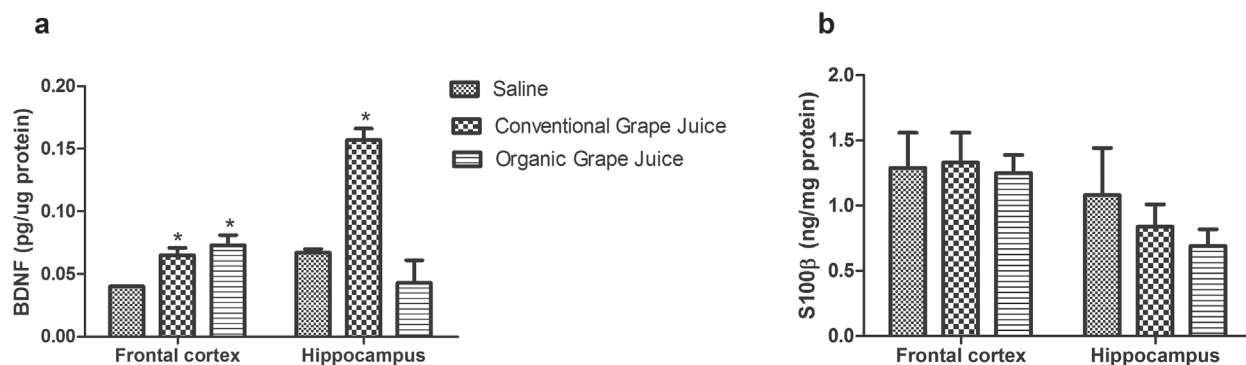 a
0.20
0.15
0.10
0.05
0.00
BDNF (pg/ug protein)
*
*
*
Frontal cortex
Hippocampus
Saline
Conventional Grape Juice
Organic Grape Juice
b
2.0
1.5
1.0
0.5
0.0
S100β (ng/mg protein)
Frontal cortex
Hippocampus